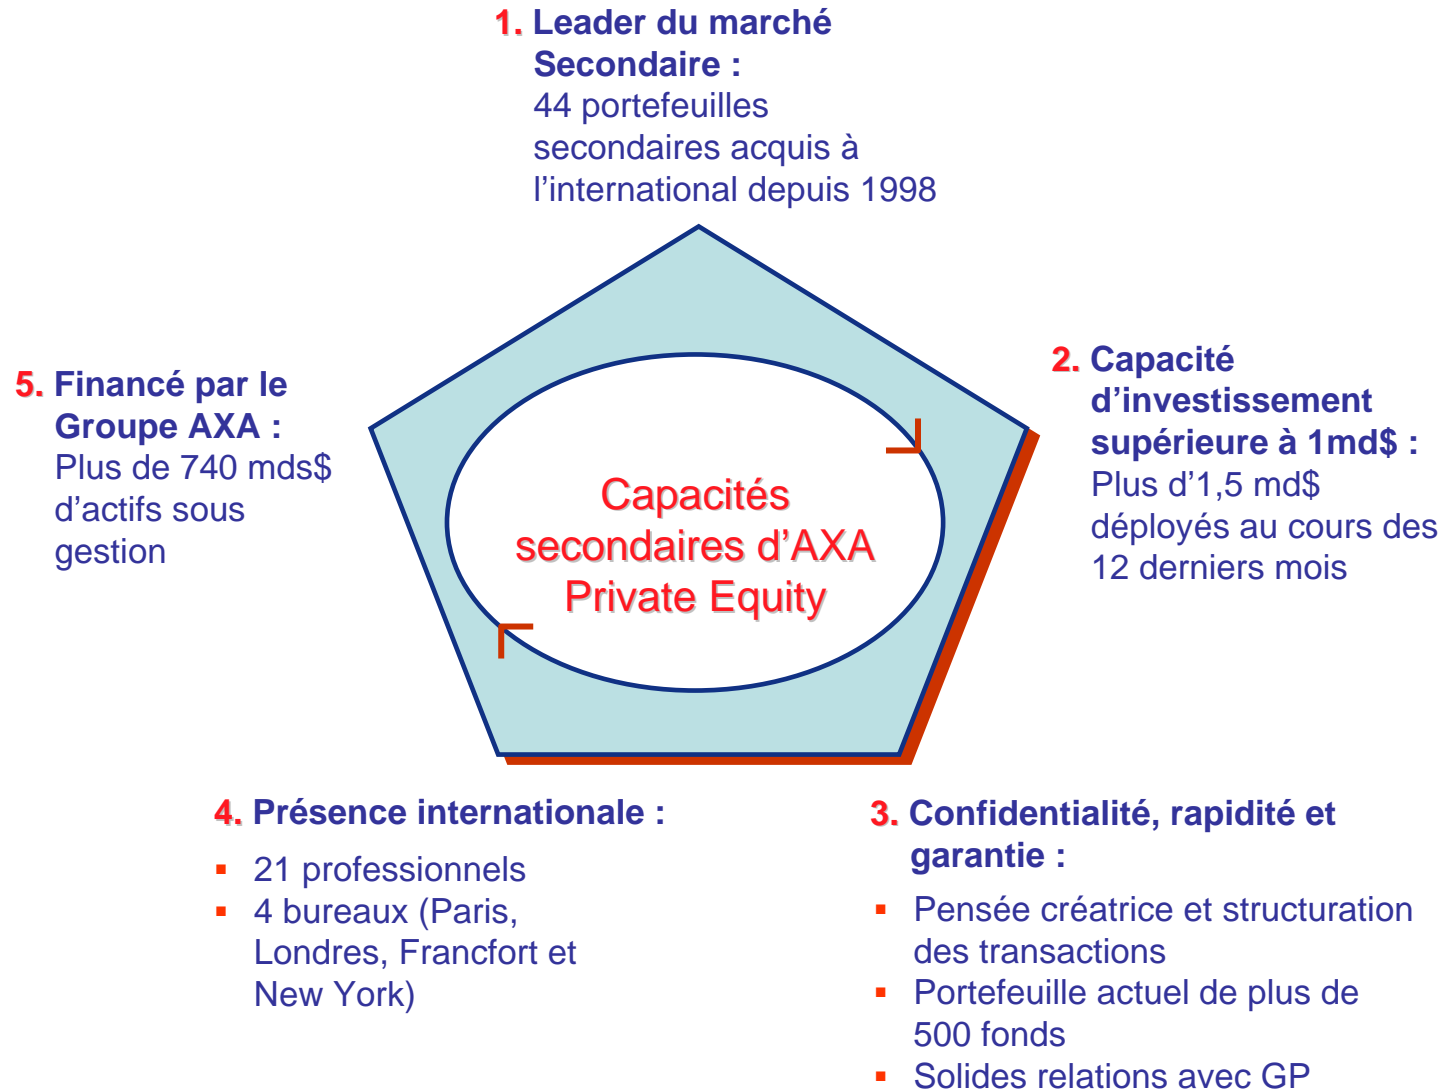 1. Leader du marché
Secondaire :
44 portefeuilles
secondaires acquis à
l’international depuis 1998
2. Capacité
d’investissement
supérieure à 1md$ :
Plus d’1,5 md$
déployés au cours des
12 derniers mois
5. Financé par le
Groupe AXA :
Plus de 740 mds$
d’actifs sous
gestion
Capacités
secondaires d’AXA
Private Equity
4. Présence internationale :
▪ 21 professionnels
▪ 4 bureaux (Paris,
Londres, Francfort et
New York)
3. Confidentialité, rapidité et
garantie :
▪ Pensée créatrice et structuration
des transactions
▪ Portefeuille actuel de plus de
500 fonds
▪ Solides relations avec GP